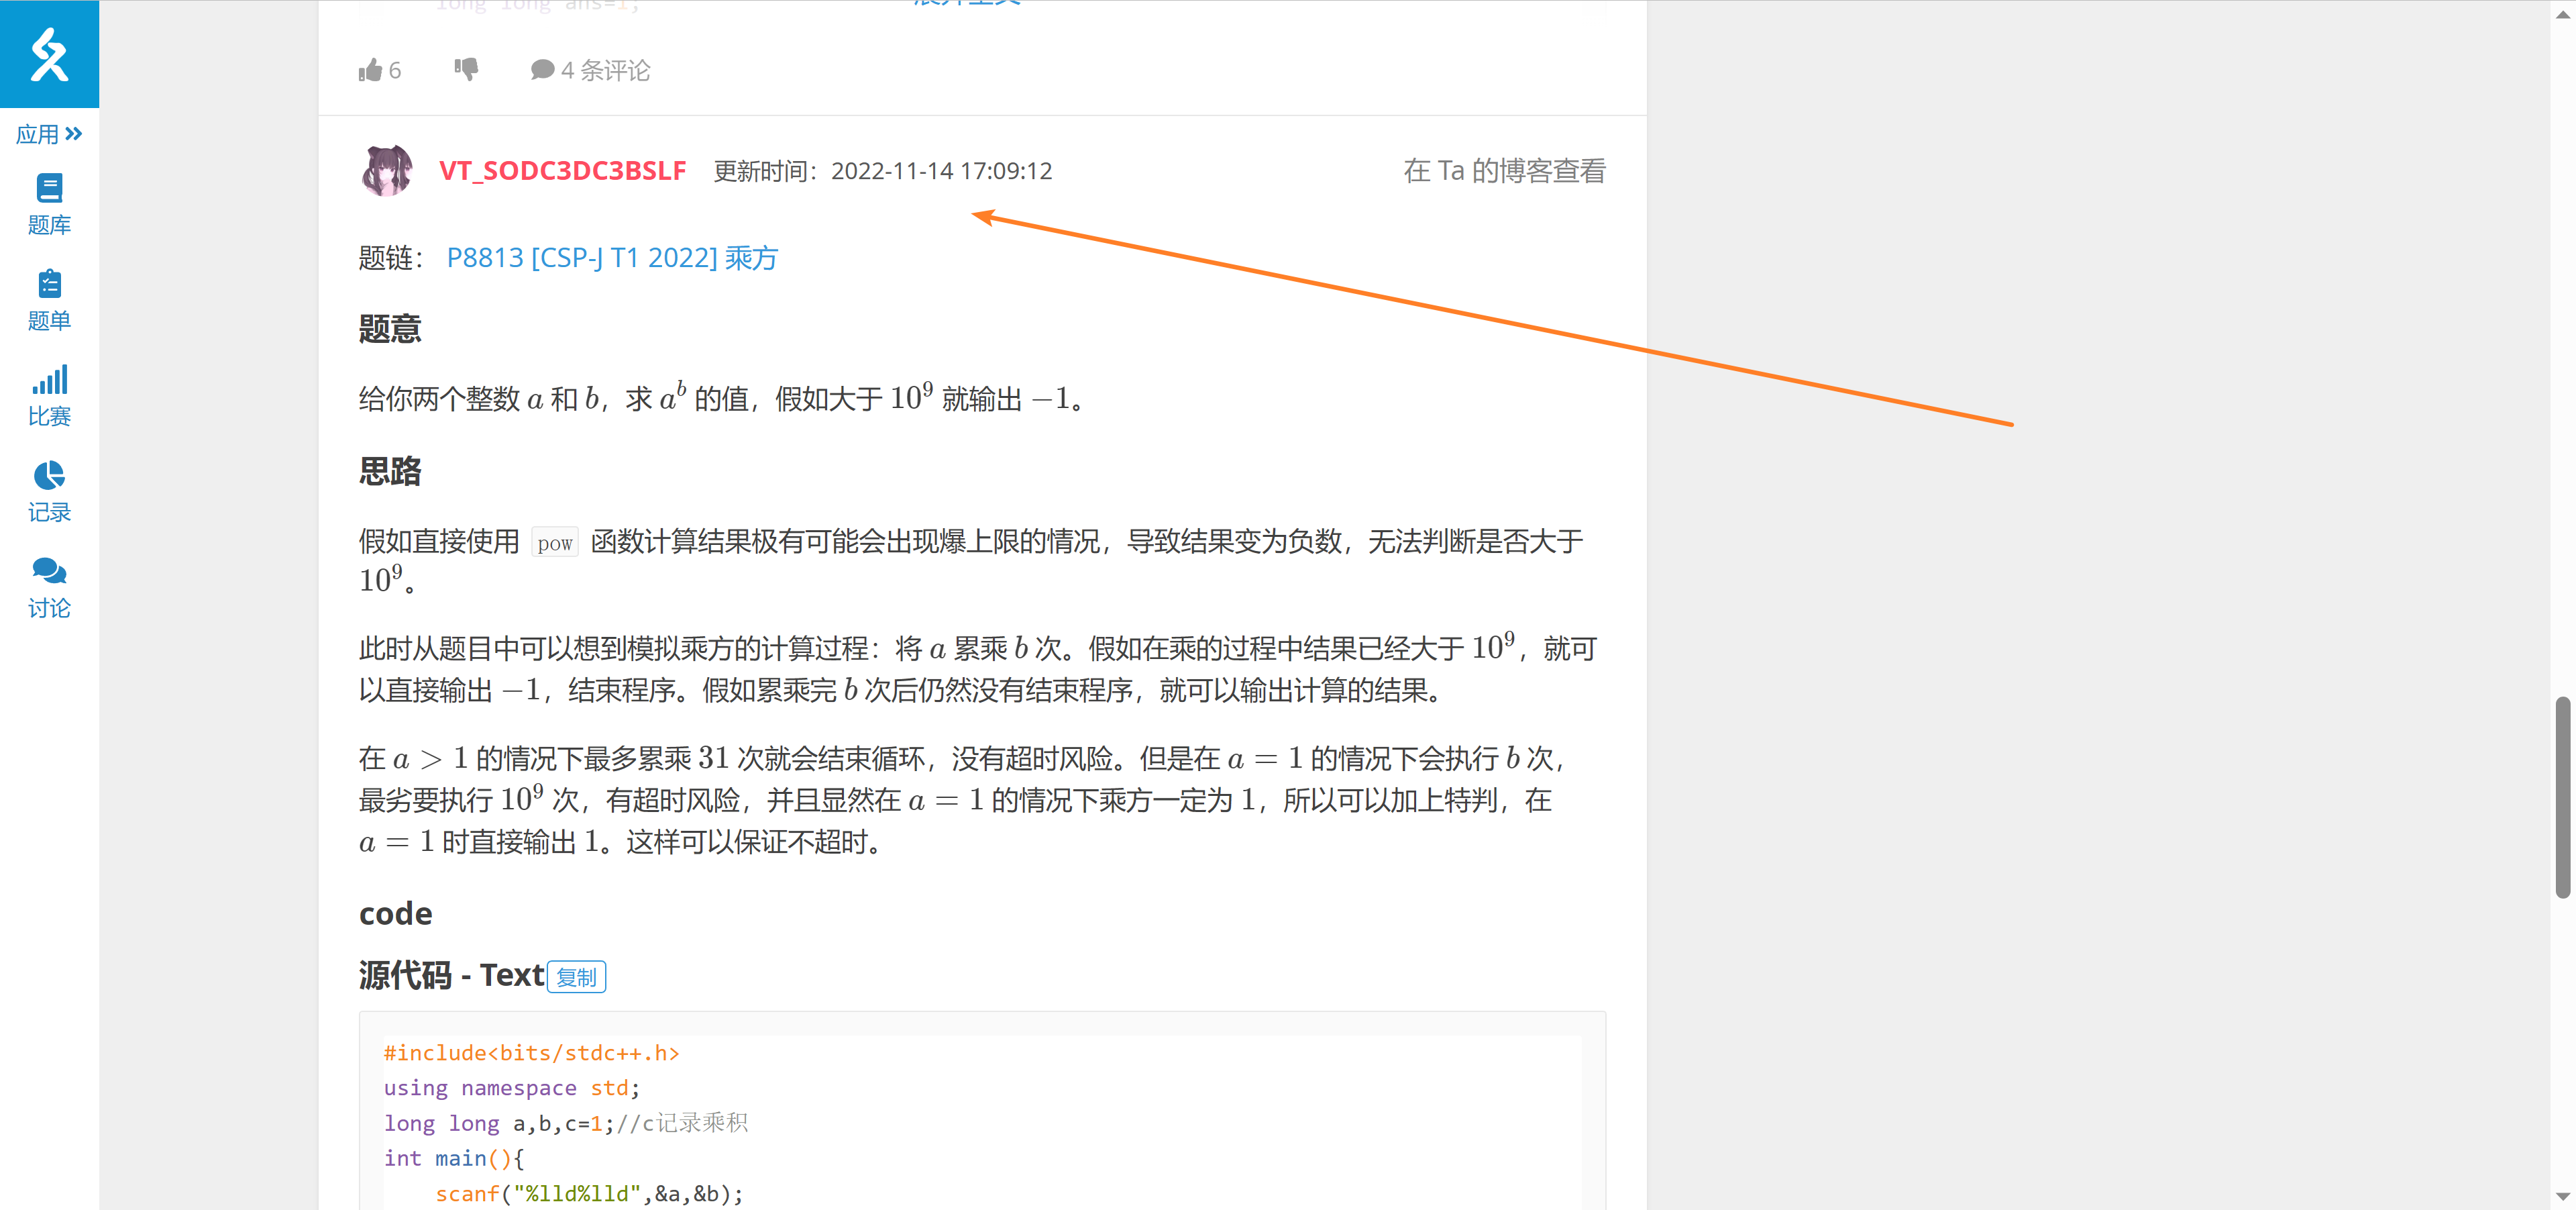 long long ans=1;
展开全文
6
4 条评论
应用
题库
题单
比赛
记录
讨论
VT_SODC3DC3BSLF 更新时间：2022-11-14 17:09:12 在 Ta 的博客查看
题链： P8813 [CSP-J T1 2022] 乘方
题意
给你两个整数 a 和 b，求 a^b 的值，假如大于 10^9 就输出 −1。
思路
假如直接使用 pow 函数计算结果极有可能会出现爆上限的情况，导致结果变为负数，无法判断是否大于
10^9。
此时从题目中可以想到模拟乘方的计算过程：将 a 累乘 b 次。假如在乘的过程中结果已经大于 10^9，就可
以直接输出 −1，结束程序。假如累乘完 b 次后仍然没有结束程序，就可以输出计算的结果。
在 a > 1 的情况下最多累乘 31 次就会结束循环，没有超时风险。但是在 a = 1 的情况下会执行 b 次，
最劣要执行 10^9 次，有超时风险，并且显然在 a = 1 的情况下乘方一定为 1，所以可以加上特判，在
a = 1 时直接输出 1。这样可以保证不超时。
code
源代码 - Text 复制
#include<bits/stdc++.h>
using namespace std;
long long a,b,c=1;//c记录乘积
int main(){
    scanf("%lld%lld",&a,&b);